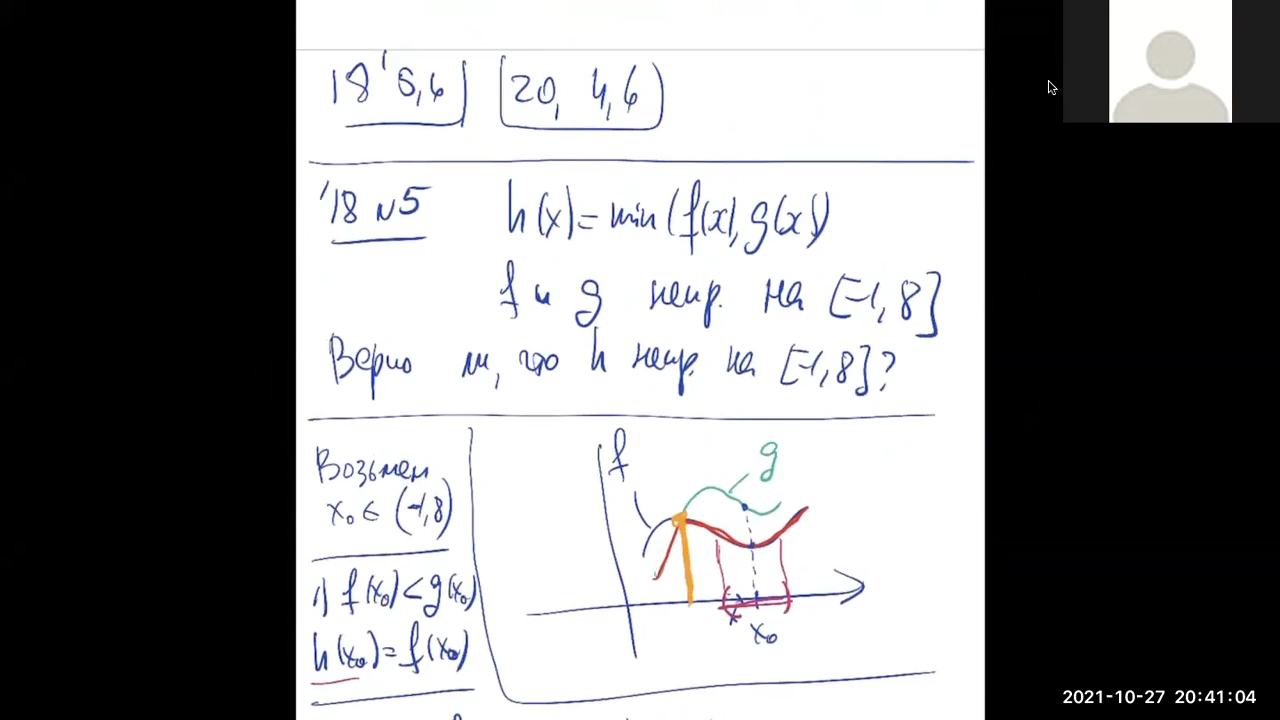 18' 5,6 20, 4,6
'18 №5 h(x) = min(f(x), g(x))
f и g непр. на [-1, 8]
Верно ли, что h непр. на [-1,8]?
Возьмем
x₀ ∈ (-1, 8)
1) f(x₀) < g(x₀)
h(x₀) = f(x₀)
f
g
x x₀
2021-10-27 20:41:04